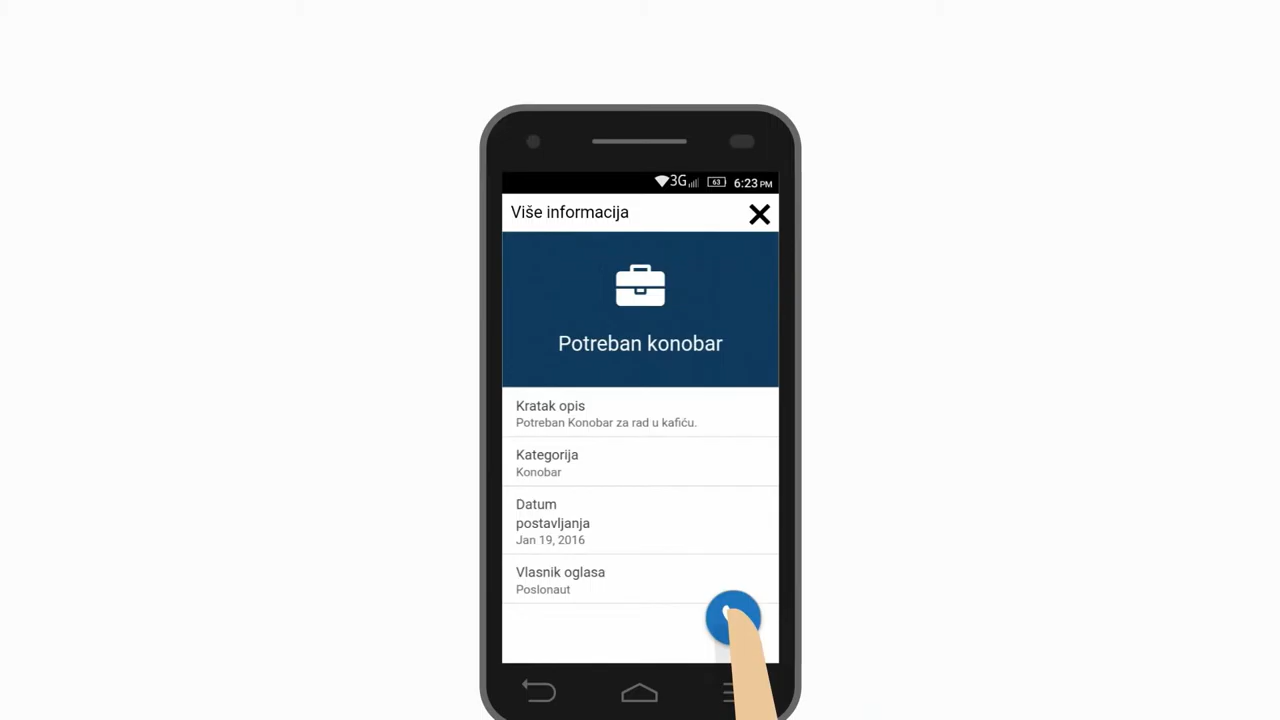 3G 63 6:23 PM
Više informacija
Potreban konobar
Kratak opis
Potreban Konobar za rad u kafiću.
Kategorija
Konobar
Datum
postavljanja
Jan 19, 2016
Vlasnik oglasa
Poslonaut